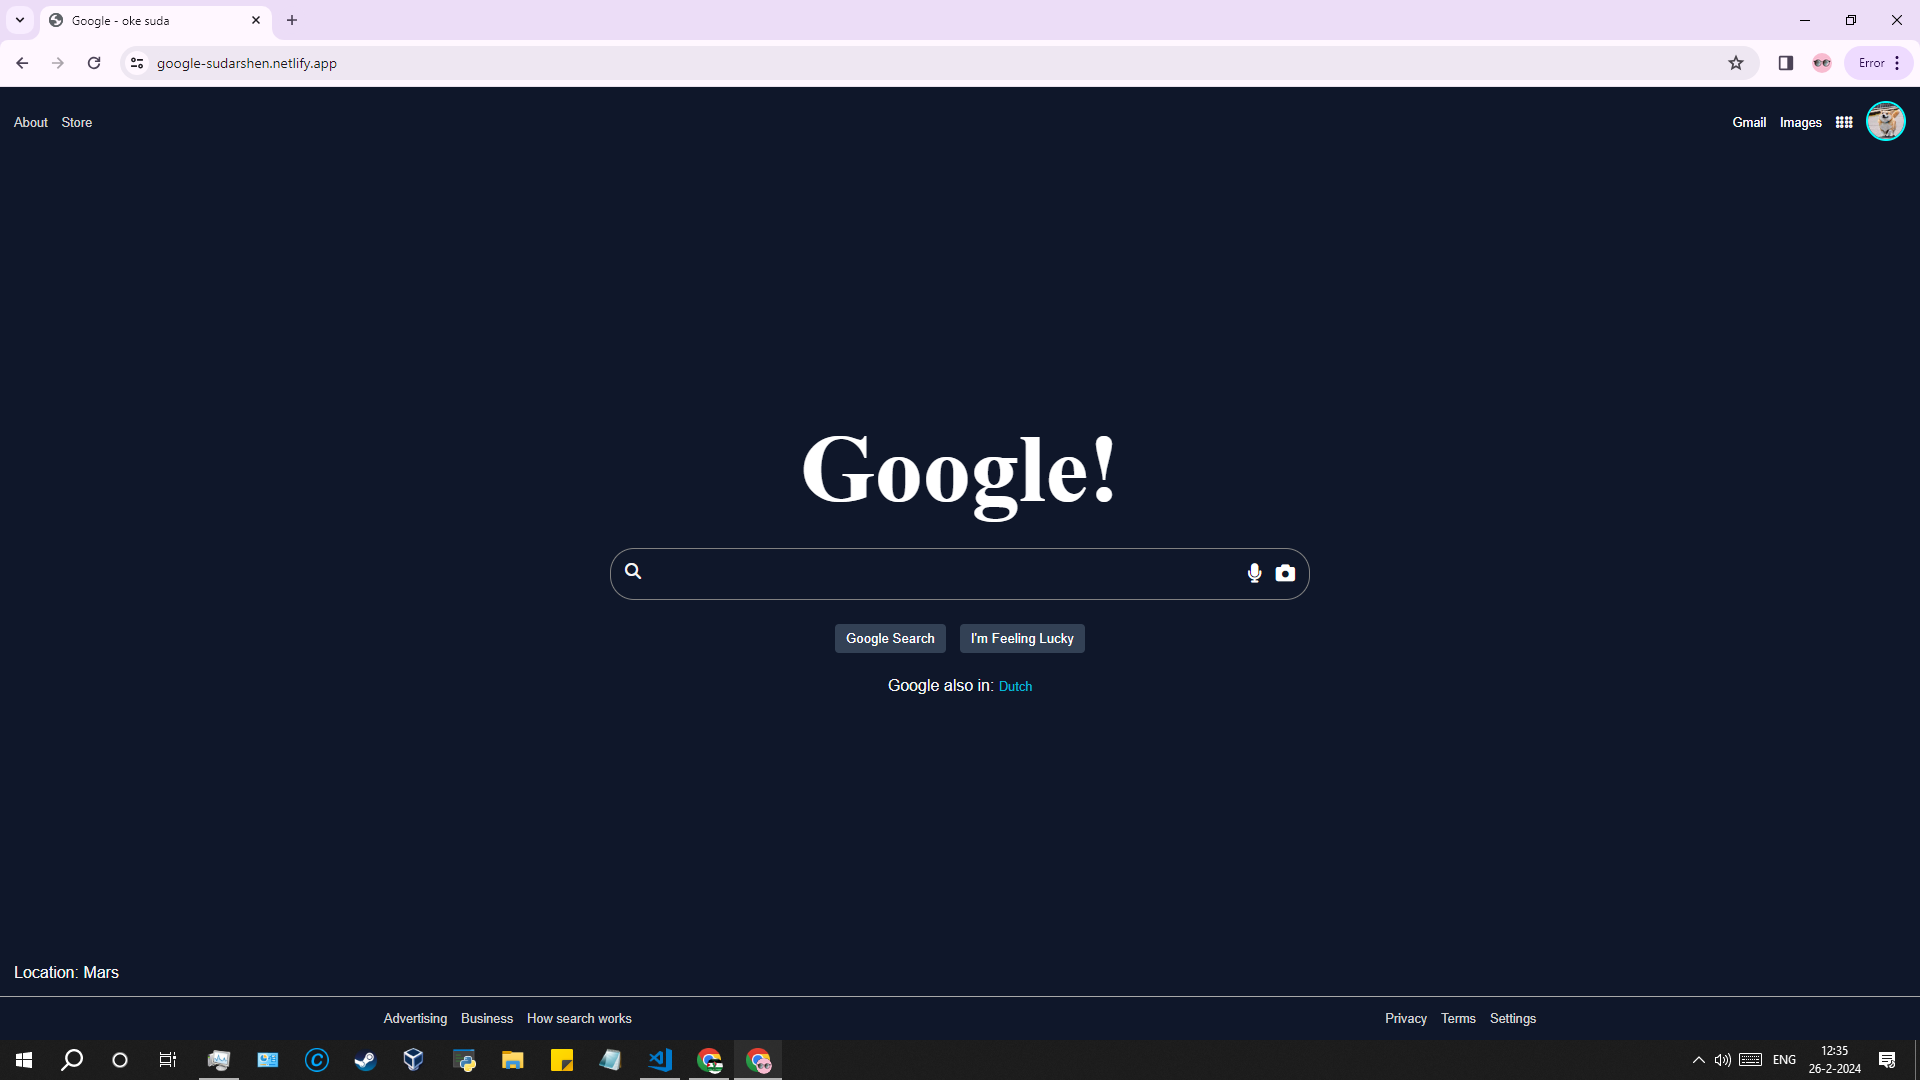 Google - oke suda
google-sudarshen.netlify.app
Error
About Store
Gmail Images
Google!
Google Search I'm Feeling Lucky
Google also in: Dutch
Location: Mars
Advertising Business How search works
Privacy Terms Settings
ENG
12:35
26-2-2024